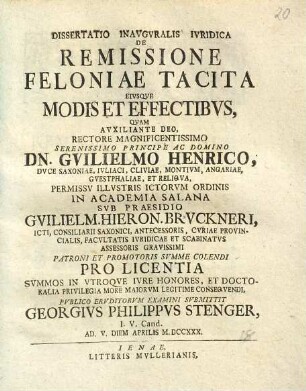 20
DISSERTATIO INAVGVRALIS IVRIDICA
DE
REMISSIONE
FELONIAE TACITA
EIVSQVE
MODIS ET EFFECTIBVS,
QVAM
AVXILIANTE DEO,
RECTORE MAGNIFICENTISSIMO
SERENISSIMO PRINCIPE AC DOMINO
DN. GVILIELMO HENRICO,
DVCE SAXONIAE, IVLIACI, CLIVIAE, MONTIVM, ANGARIAE,
GVESTPHALIAE, ET RELIQVA,
PERMISSV ILLVSTRIS ICTORVM ORDINIS
IN ACADEMIA SALANA
SVB PRAESIDIO
GVILIELM. HIERON. BRVCKNERI,
ICTI, CONSILIARII SAXONICI, ANTECESSORIS, CVRIAE PROVIN-
CIALIS, FACVLTATIS IVRIDICAE ET SCABINATVS
ASSESSORIS GRAVISSIMI
PATRONI ET PROMOTORIS SVMME COLENDI
PRO LICENTIA
SVMMOS IN VTROQVE IVRE HONORES, ET DOCTO-
RALIA PRIVILEGIA MORE MAIORVM LEGITIME CONSEQVENDI,
PVBLICO ERVDITORVM EXAMINI SVBMITTIT
GEORGIVS PHILIPPVS STENGER,
I. V. Cand.
AD. V. DIEM APRILIS M.DCCXXX.
IENAE,
LITTERIS MVLLERIANIS,